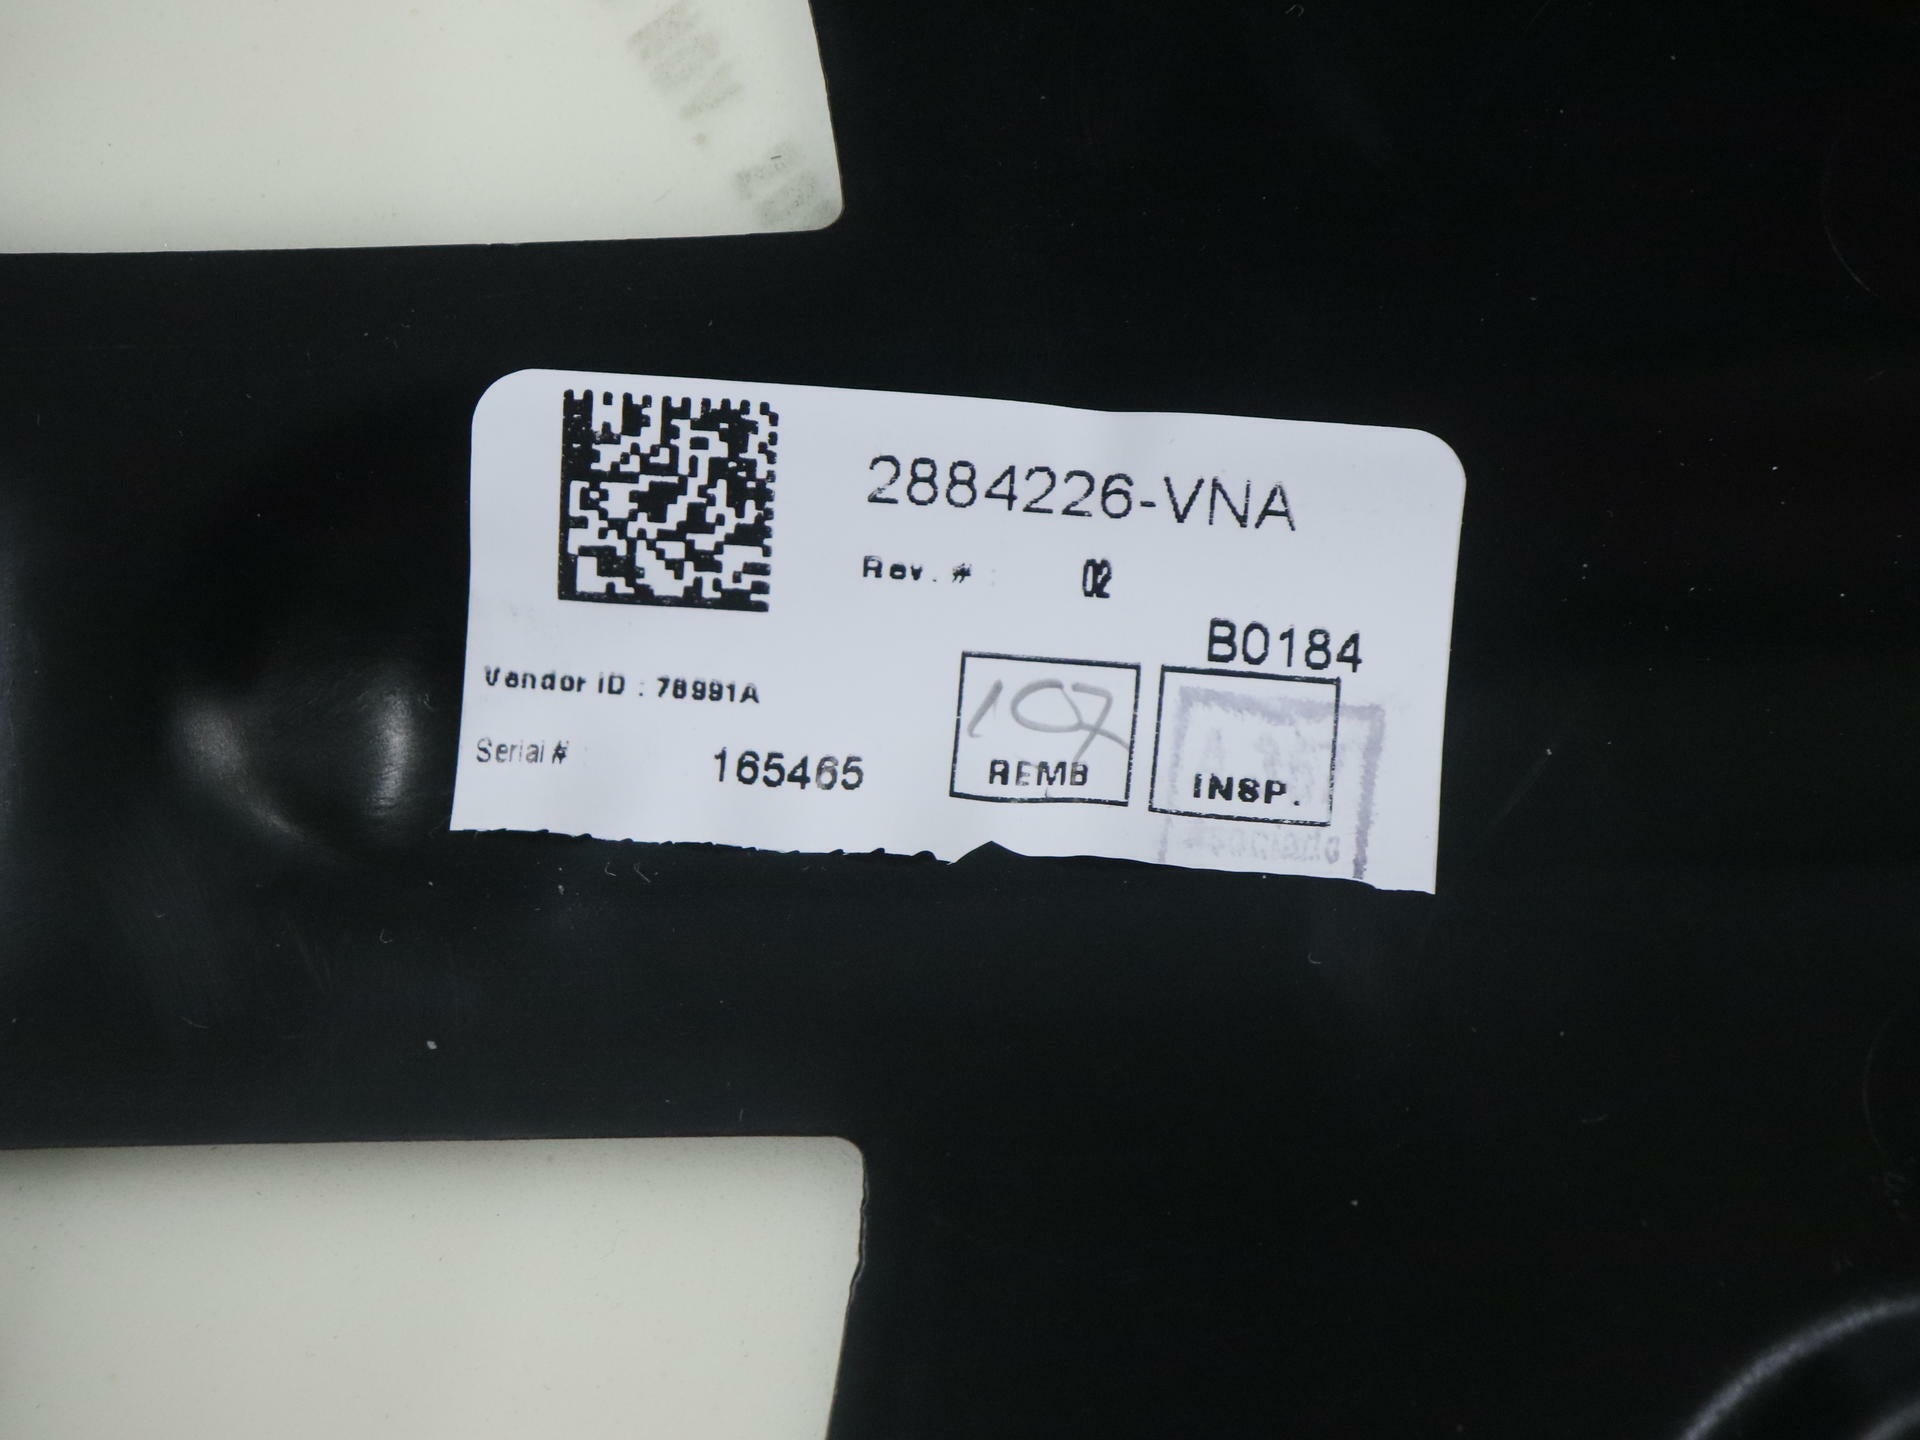 2884226-VNA
Rev. # : 02
B0184
Vendor ID : 78991A
Serial # 165465
107
REMB
INSP.